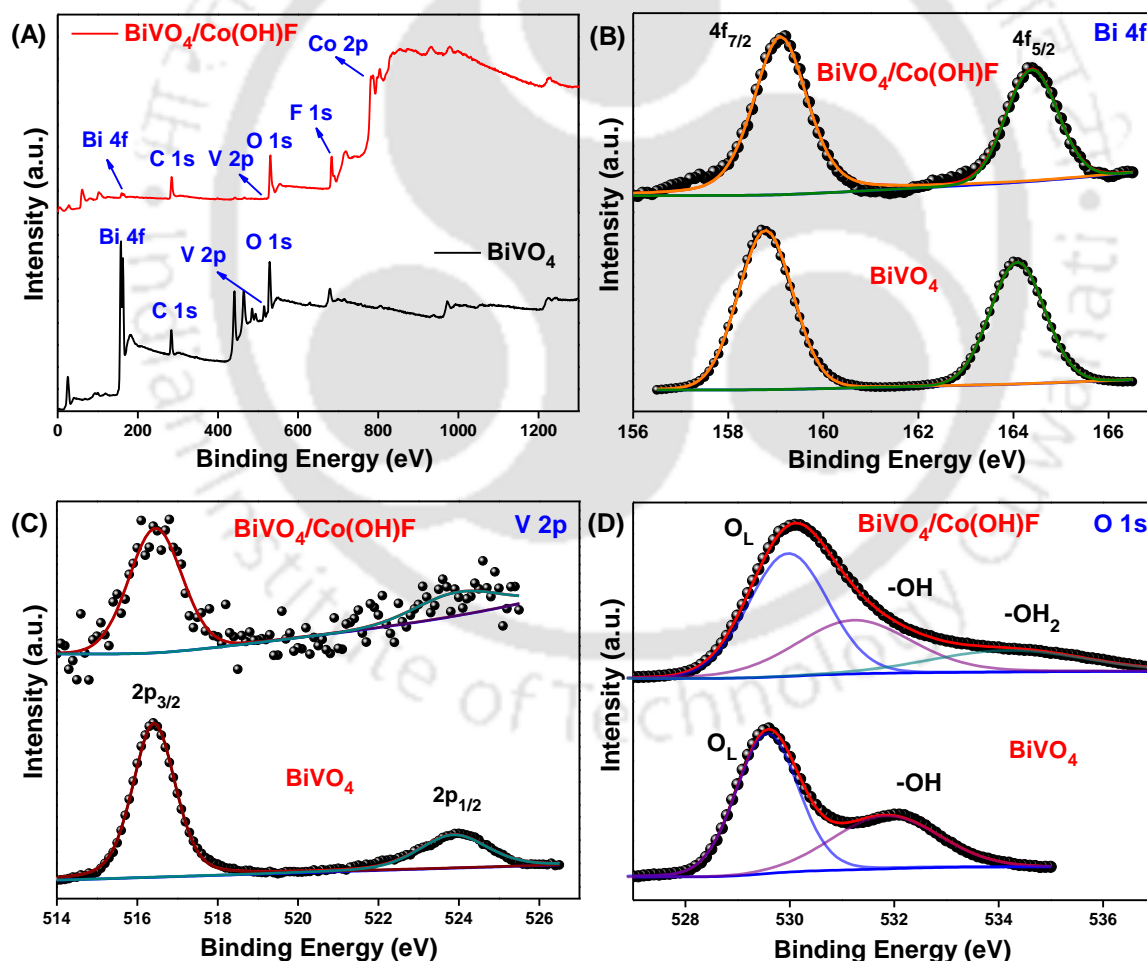 (A)
BiVO4/Co(OH)F
Co 2p
F 1s
O 1s
V 2p
C 1s
Bi 4f
Bi 4f
V 2p
O 1s
C 1s
BiVO4
Intensity (a.u.)
0 200 400 600 800 1000 1200
Binding Energy (eV)
(B)
4f7/2
4f5/2
Bi 4f
BiVO4/Co(OH)F
BiVO4
Intensity (a.u.)
156 158 160 162 164 166
Binding Energy (eV)
(C)
BiVO4/Co(OH)F
V 2p
2p3/2
BiVO4
2p1/2
Intensity (a.u.)
514 516 518 520 522 524 526
Binding Energy (eV)
(D)
BiVO4/Co(OH)F
O 1s
OL
-OH
-OH2
OL
BiVO4
-OH
Intensity (a.u.)
528 530 532 534 536
Binding Energy (eV)
Institute of Technology Guwahati